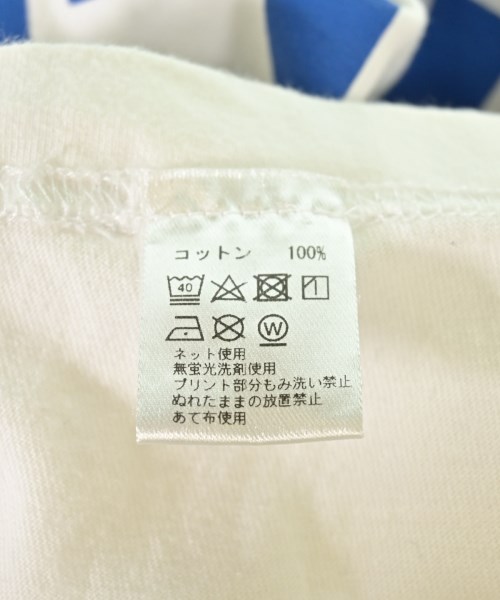 コットン 100%
40
W
ネット使用
無蛍光洗剤使用
プリント部分もみ洗い禁止
ぬれたままの放置禁止
あて布使用